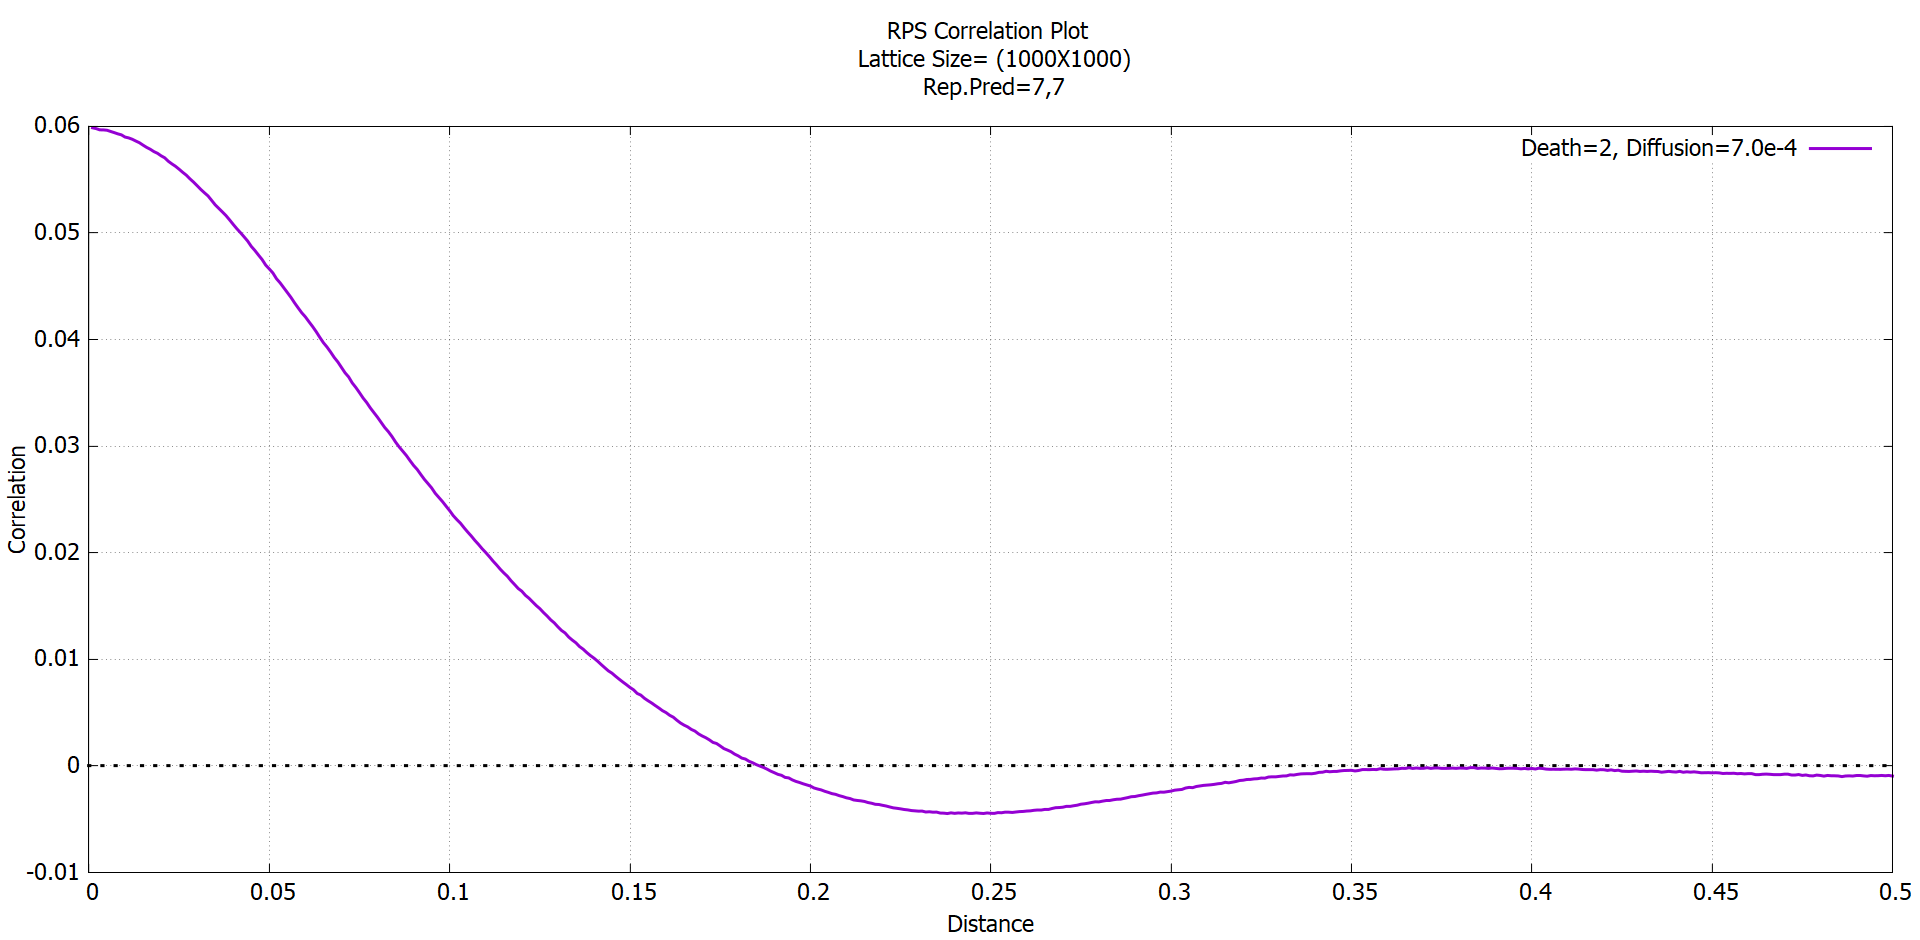 RPS Correlation Plot
Lattice Size= (1000X1000)
Rep.Pred=7,7
Death=2, Diffusion=7.0e-4
0.06
0.05
0.04
0.03
0.02
0.01
0
-0.01
Correlation
0 0.05 0.1 0.15 0.2 0.25 0.3 0.35 0.4 0.45 0.5
Distance